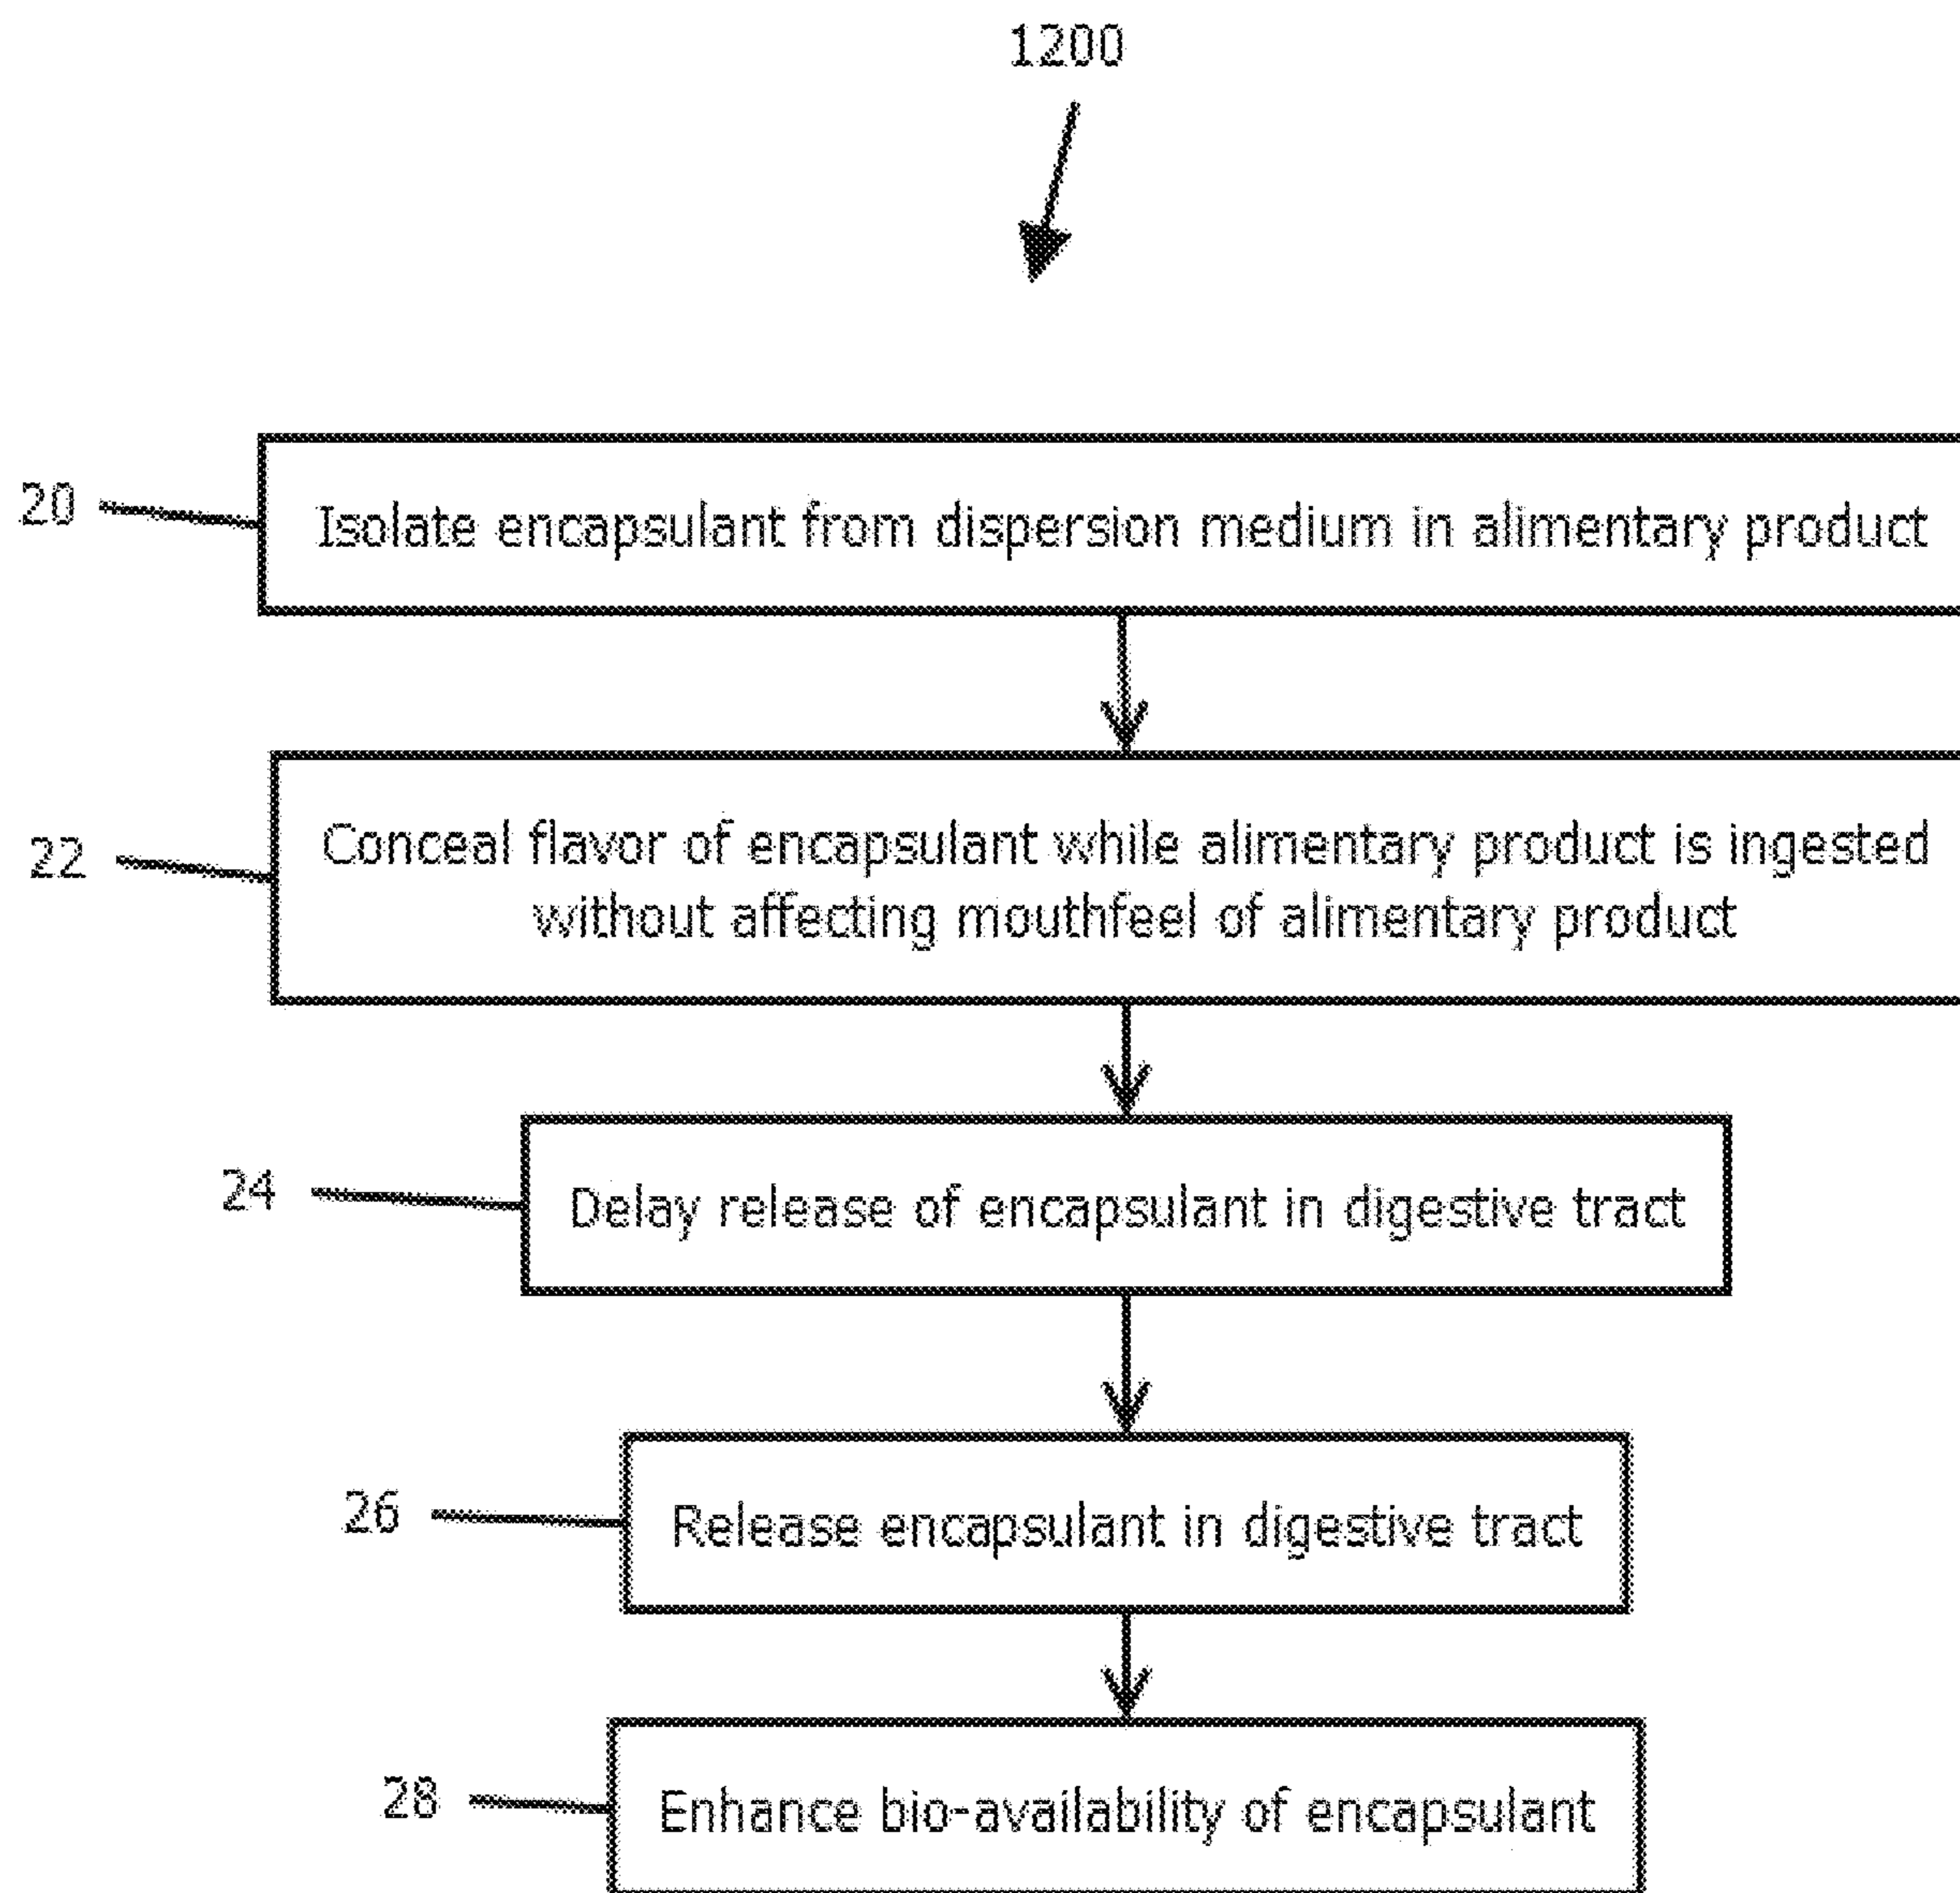 1200
20
Isolate encapsulant from dispersion medium in alimentary product
22
Conceal flavor of encapsulant while alimentary product is ingested
without affecting mouthfeel of alimentary product
24
Delay release of encapsulant in digestive tract
26
Release encapsulant in digestive tract
28
Enhance bio-availability of encapsulant